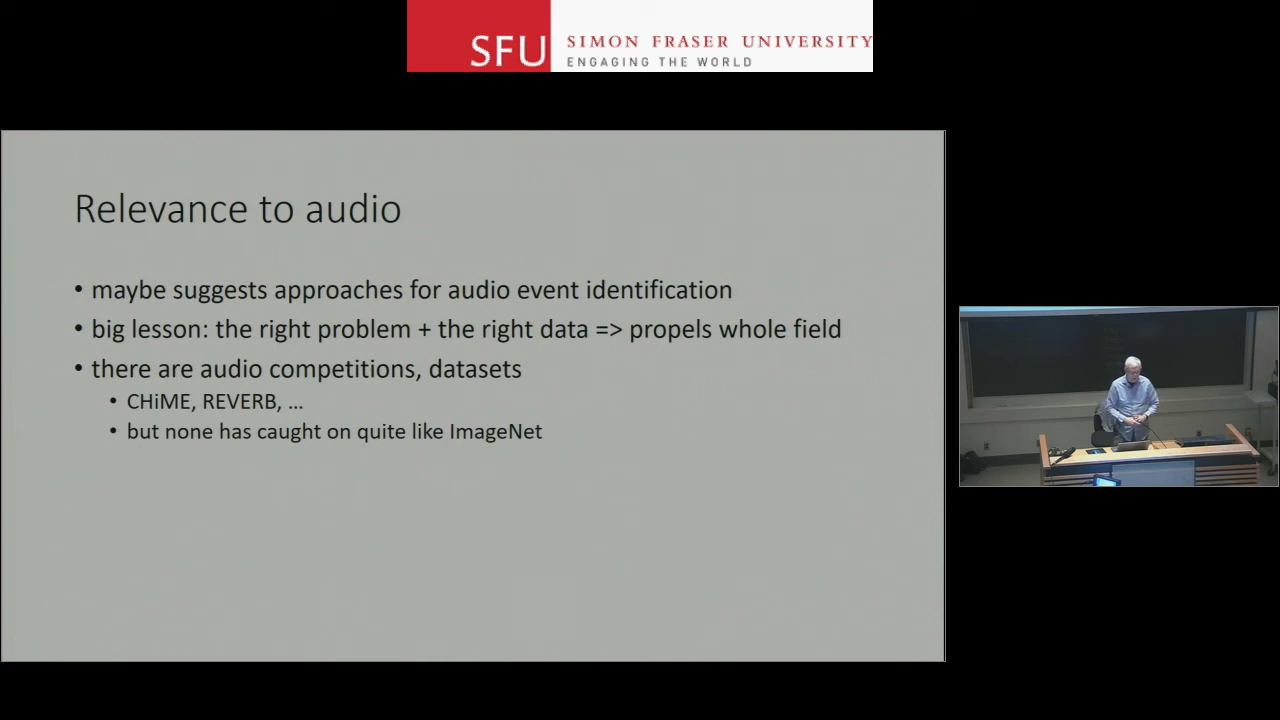 SFU
SIMON FRASER UNIVERSITY
ENGAGING THE WORLD
Relevance to audio
• maybe suggests approaches for audio event identification
• big lesson: the right problem + the right data => propels whole field
• there are audio competitions, datasets
• CHiME, REVERB, ...
• but none has caught on quite like ImageNet